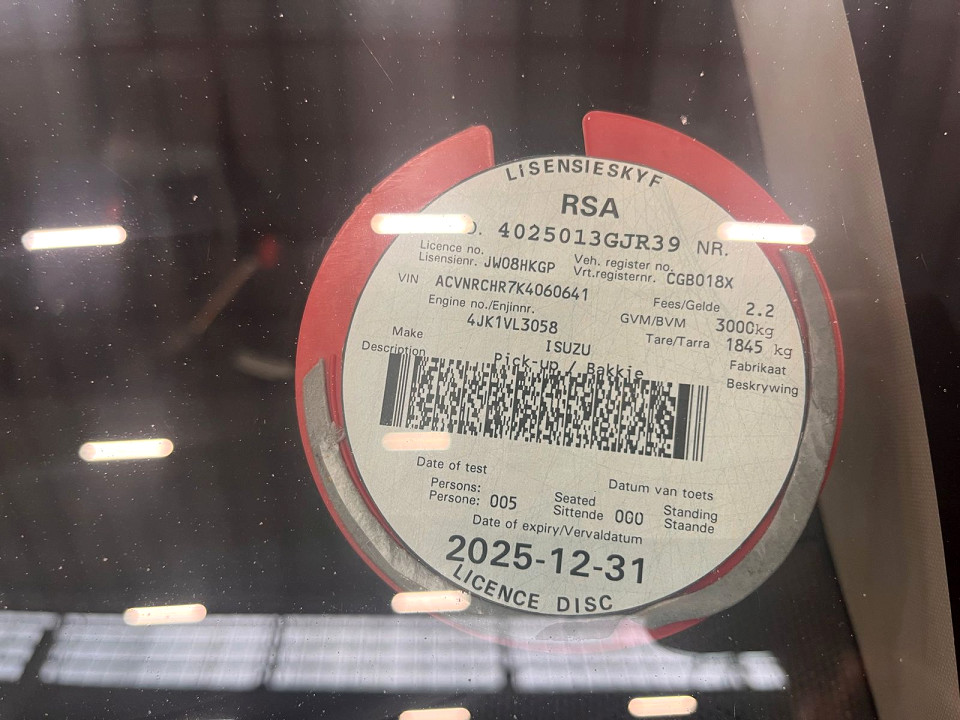 LISENSIESKYF
RSA
4025013GJR39 NR.
Licence no. Veh. register no.
Lisensienr. JW08HKGP Vrt.registernr. CGB018X
VIN ACVNRCHR7K4060641
Engine no./Enjinnr. Fees/Gelde 2.2
4JK1VL3058 GVM/BVM 3000kg
Make ISUZU Tare/Tarra 1845 kg
Description Pick-up / Bakkie Fabrikaat
Beskrywing
Date of test Datum van toets
Persons: Seated Standing
Persone: 005 Sittende 000 Staande
Date of expiry/Vervaldatum
2025-12-31
LICENCE DISC